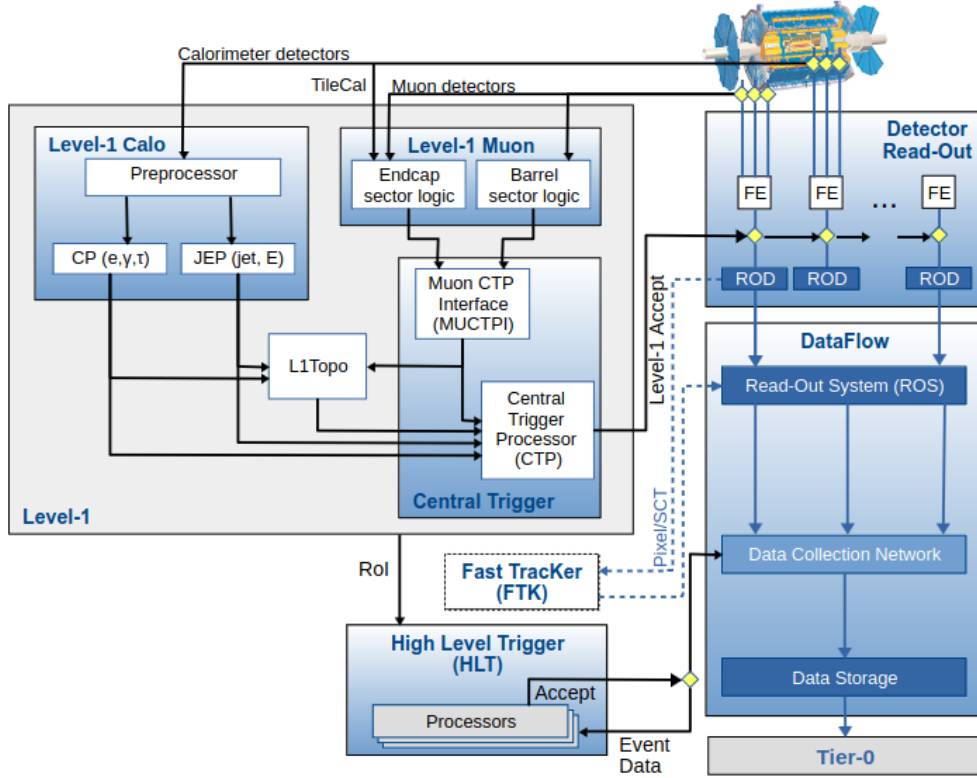 Calorimeter detectors
TileCal
Muon detectors
Detector
Read-Out
Level-1 Calo
Preprocessor
CP (e,γ,τ)
JEP (jet, E)
Level-1 Muon
Endcap
sector logic
Barrel
sector logic
FE
FE
...
FE
ROD
ROD
ROD
Level-1 Accept
Muon CTP
Interface
(MUCTPI)
L1Topo
Central
Trigger
Processor
(CTP)
Central Trigger
Level-1
DataFlow
Read-Out System (ROS)
Data Collection Network
Data Storage
Tier-0
Pixel/SCT
RoI
Fast TracKer
(FTK)
High Level Trigger
(HLT)
Accept
Processors
Event
Data